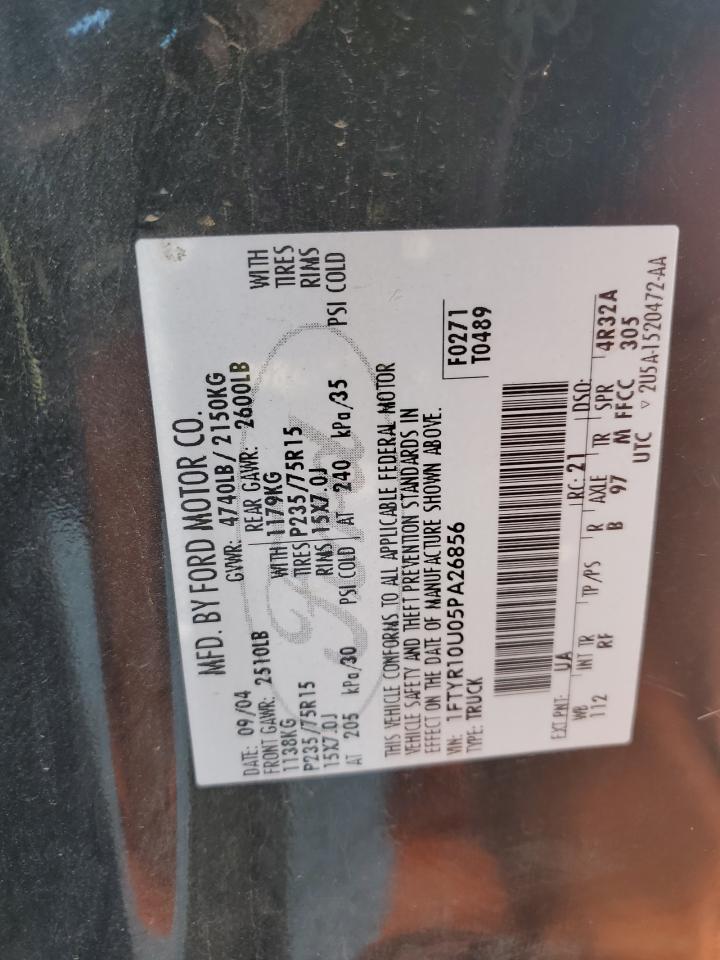 MFD. BY FORD MOTOR CO.
DATE: 09/04 GVWR: 4740LB / 2150KG
FRONT GAWR: 2510LB REAR GAWR: 2600LB
1138KG WITH 1179KG WITH
P235/75R15 TIRES P235/75R15 TIRES
15X7.0J RIMS 15X7.0J RIMS
AT 205 kPa/30 PSI COLD AT 240 kPa/35 PSI COLD
THIS VEHICLE CONFORMS TO ALL APPLICABLE FEDERAL MOTOR
VEHICLE SAFETY AND THEFT PREVENTION STANDARDS IN
EFFECT ON THE DATE OF MANUFACTURE SHOWN ABOVE.
VIN: 1FTYR10U05PA26856 F0271
TYPE: TRUCK T0489
EXT PNT: UA RC: 21 DSO:
WB INT TR TP/PS R AXLE TR SPR 4R32A
112 RF B 97 M FFCC 305
UTC ▽ 2U5A-1520472-AA
Ford